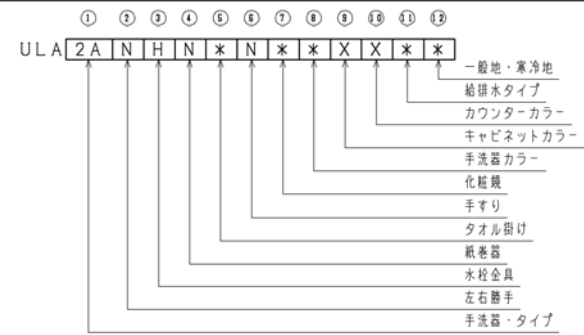 ① ② ③ ④ ⑤ ⑥ ⑦ ⑧ ⑨ ⑩ ⑪ ⑫
ULA 2A N H N * N * * X X * *
一般地・寒冷地
給排水タイプ
カウンターカラー
キャビネットカラー
手洗器カラー
化粧鏡
手すり
タオル掛け
紙巻器
水栓金具
左右勝手
手洗器・タイプ